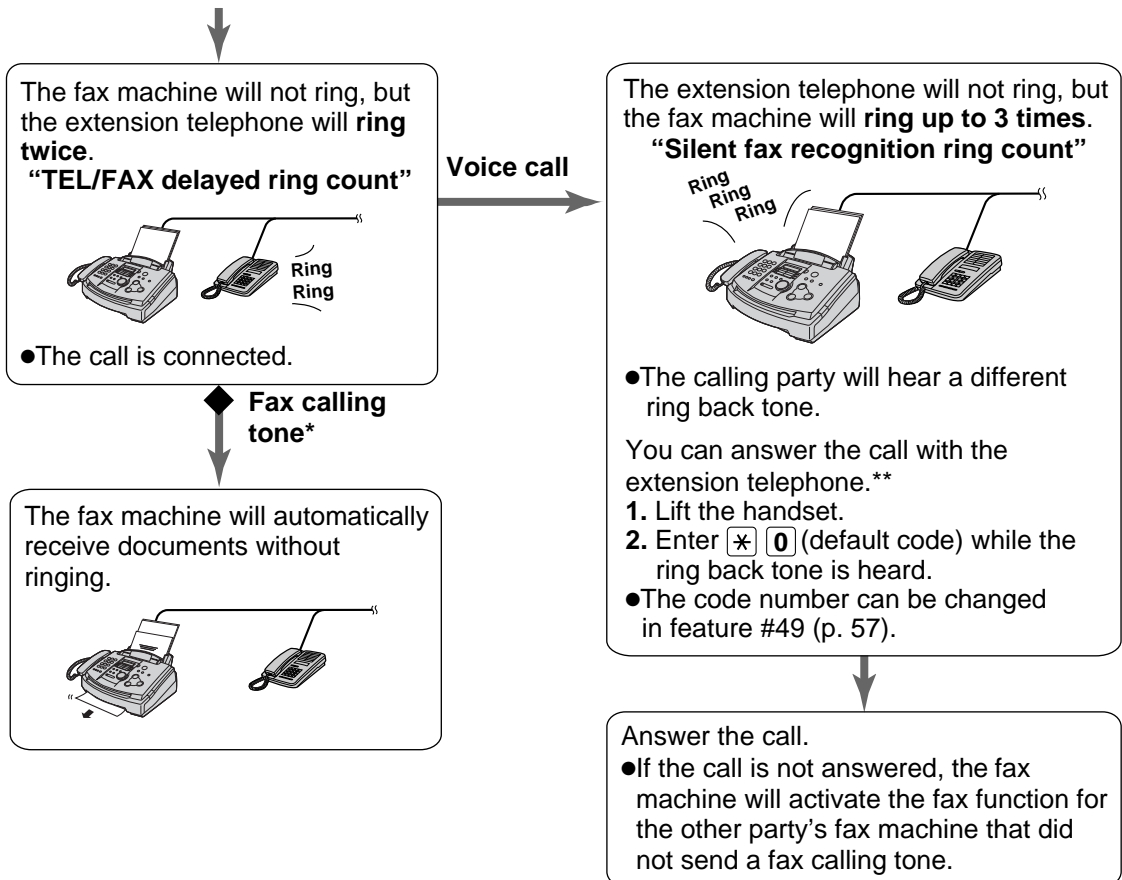 The fax machine will not ring, but
the extension telephone will ring
twice.
“TEL/FAX delayed ring count”
Ring
Ring
●The call is connected.
Voice call
Fax calling
tone*
The fax machine will automatically
receive documents without
ringing.
The extension telephone will not ring, but
the fax machine will ring up to 3 times.
“Silent fax recognition ring count”
Ring
Ring
Ring
●The calling party will hear a different
ring back tone.
You can answer the call with the
extension telephone.**
1. Lift the handset.
2. Enter * 0 (default code) while the
ring back tone is heard.
●The code number can be changed
in feature #49 (p. 57).
Answer the call.
●If the call is not answered, the fax
machine will activate the fax function for
the other party’s fax machine that did
not send a fax calling tone.